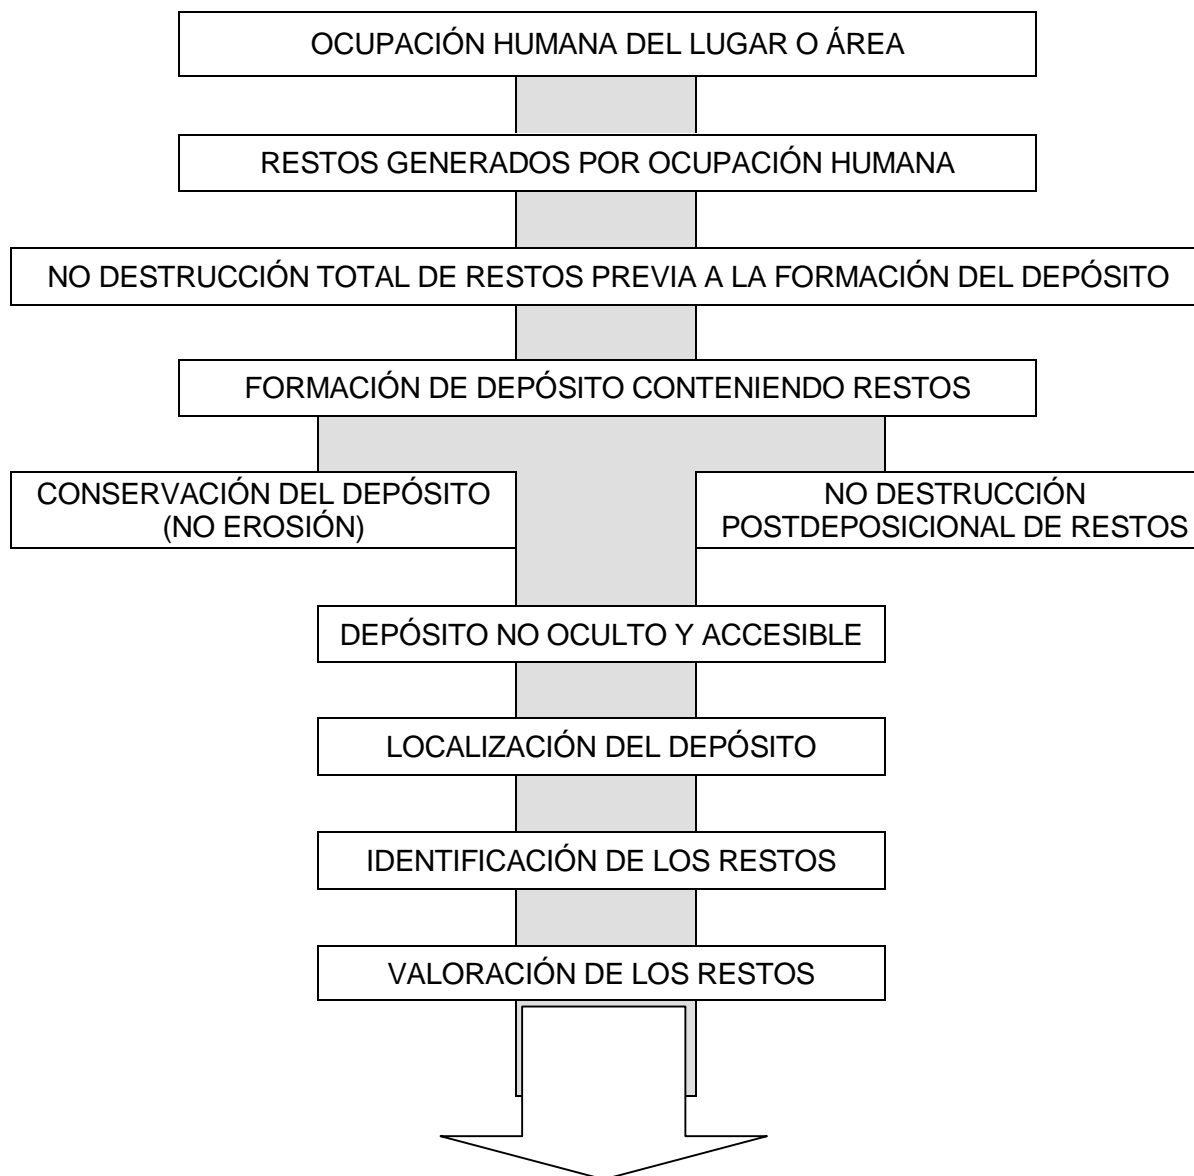 OCUPACIÓN HUMANA DEL LUGAR O ÁREA
RESTOS GENERADOS POR OCUPACIÓN HUMANA
NO DESTRUCCIÓN TOTAL DE RESTOS PREVIA A LA FORMACIÓN DEL DEPÓSITO
FORMACIÓN DE DEPÓSITO CONTENIENDO RESTOS
CONSERVACIÓN DEL DEPÓSITO
(NO EROSIÓN)
NO DESTRUCCIÓN
POSTDEPOSICIONAL DE RESTOS
DEPÓSITO NO OCULTO Y ACCESIBLE
LOCALIZACIÓN DEL DEPÓSITO
IDENTIFICACIÓN DE LOS RESTOS
VALORACIÓN DE LOS RESTOS